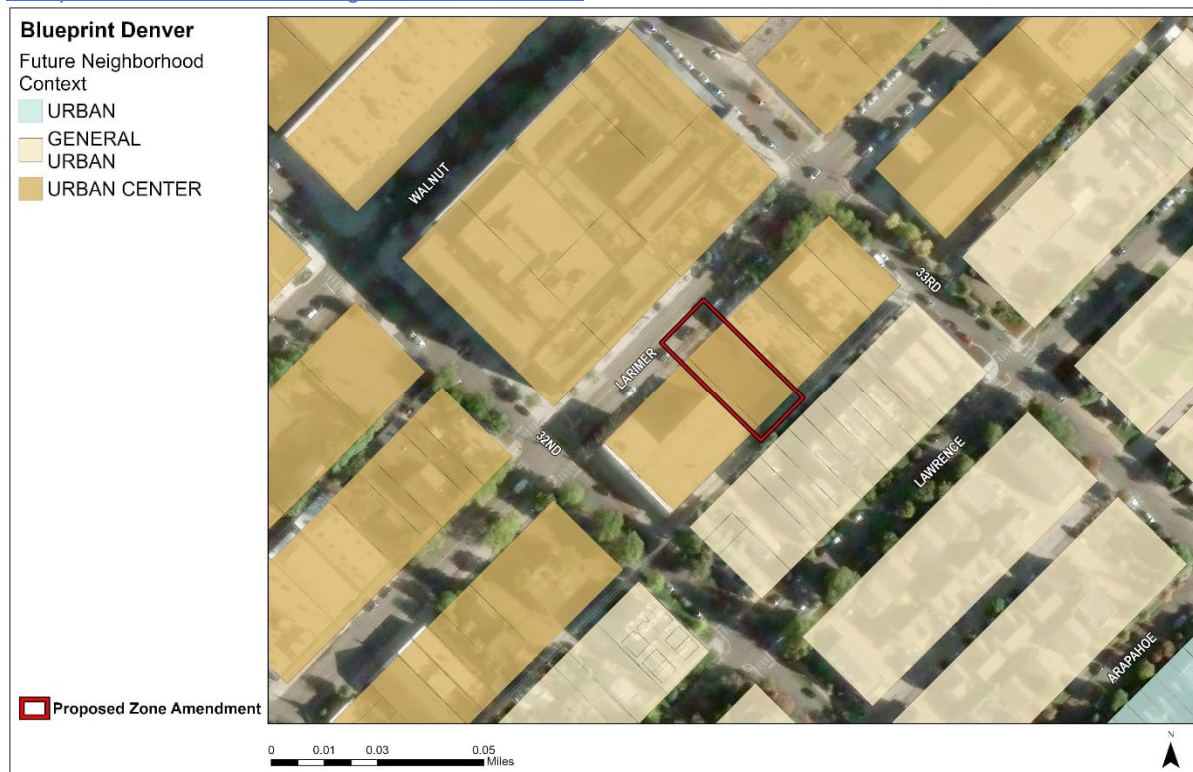 Blueprint Denver
Future Neighborhood
Context
URBAN
GENERAL
URBAN
URBAN CENTER
WALNUT
33RD
LARIMER
32ND
LAWRENCE
ARAPAHOE
Proposed Zone Amendment
0 0.01 0.03 0.05
Miles
N